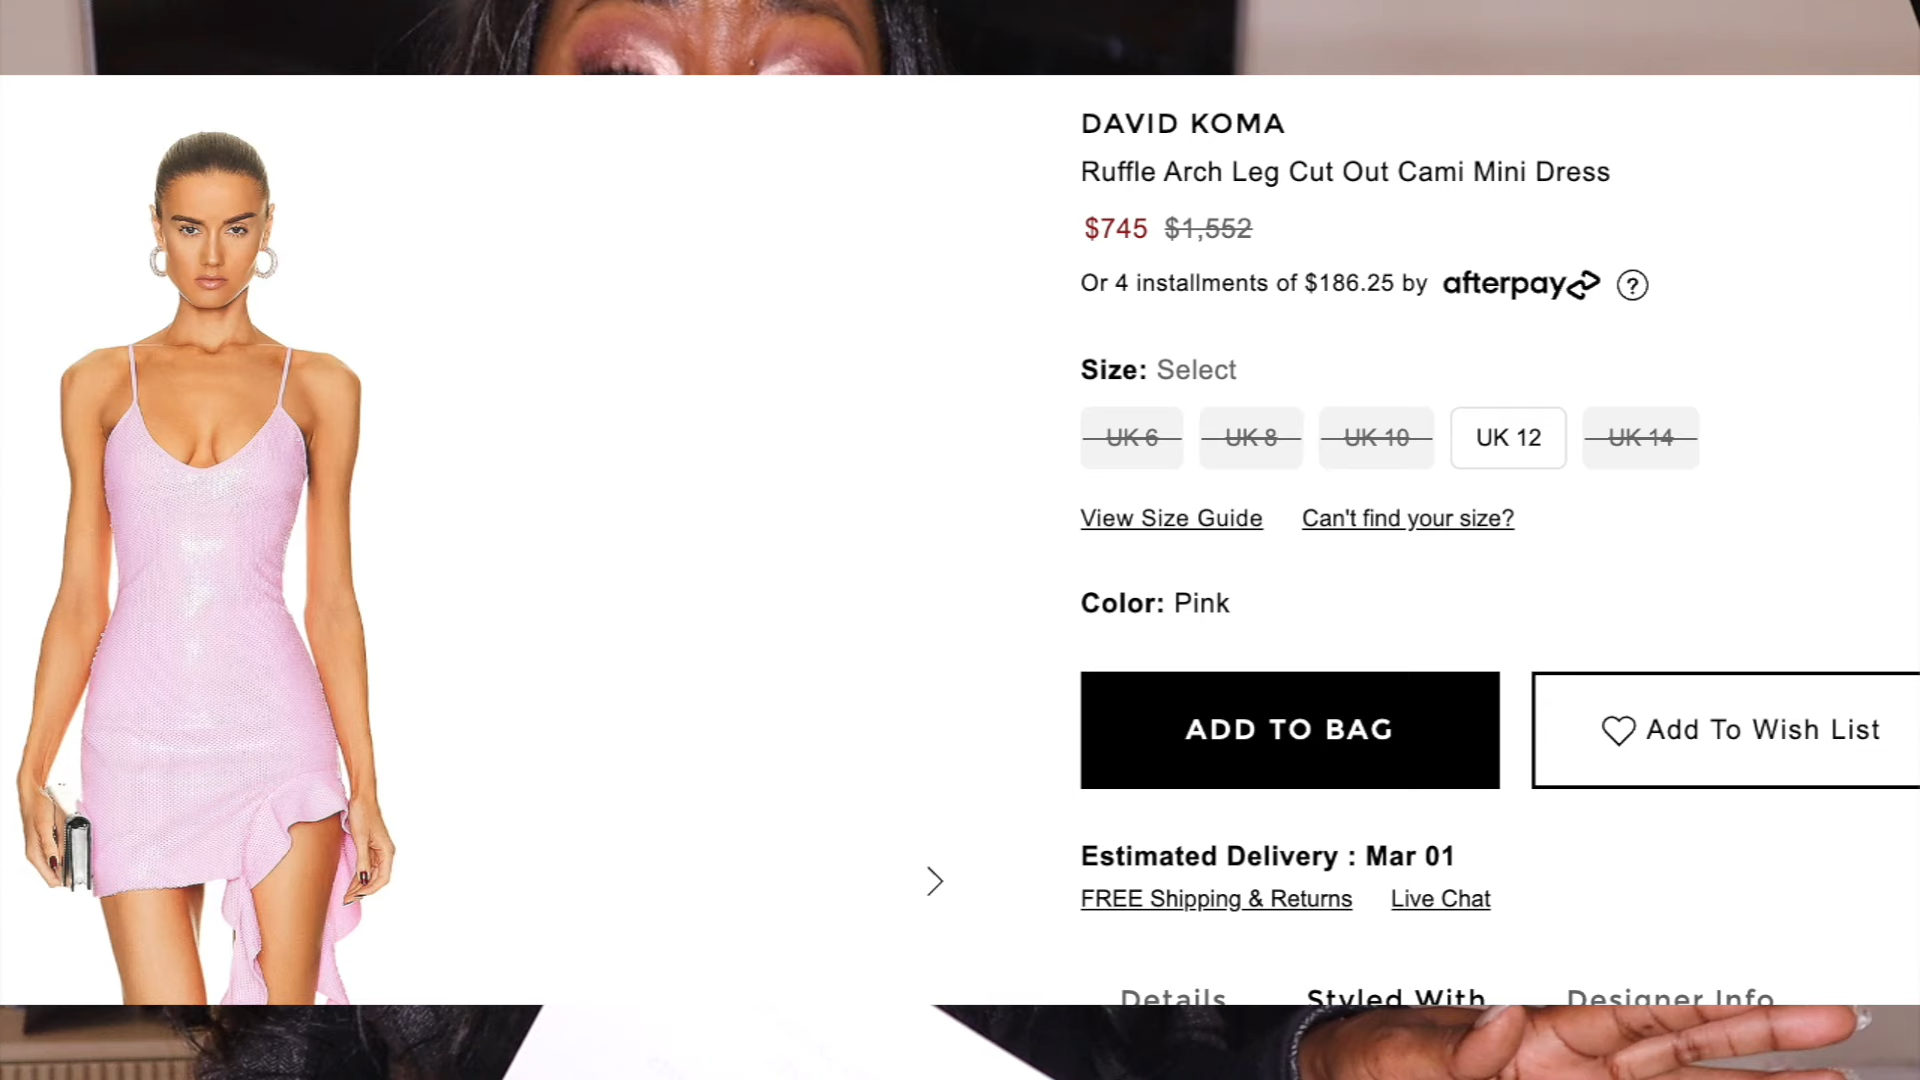 DAVID KOMA
Ruffle Arch Leg Cut Out Cami Mini Dress
$745 $1,552
Or 4 installments of $186.25 by afterpay ?
Size: Select
UK 6 UK 8 UK 10 UK 12 UK 14
View Size Guide Can't find your size?
Color: Pink
ADD TO BAG Add To Wish List
Estimated Delivery : Mar 01
FREE Shipping & Returns Live Chat
Details Styled With Designer Info